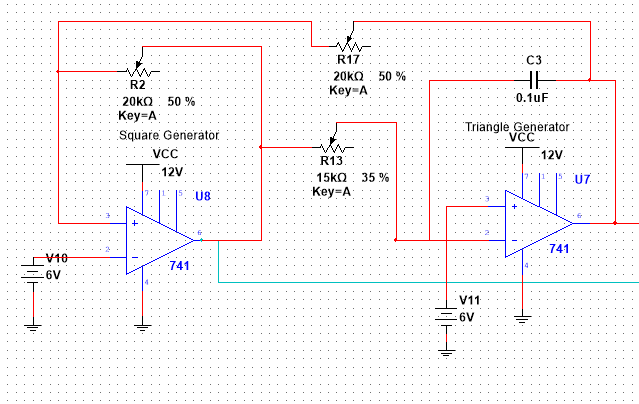 R17
20kΩ 50 %
Key=A
R2
20kΩ 50 %
Key=A
C3
0.1uF
Square Generator
VCC
12V
R13
15kΩ 35 %
Key=A
Triangle Generator
VCC
12V
7
1
5
U8
3
+
2
−
6
4
741
V10
6V
7
1
5
U7
3
+
2
−
6
4
741
V11
6V